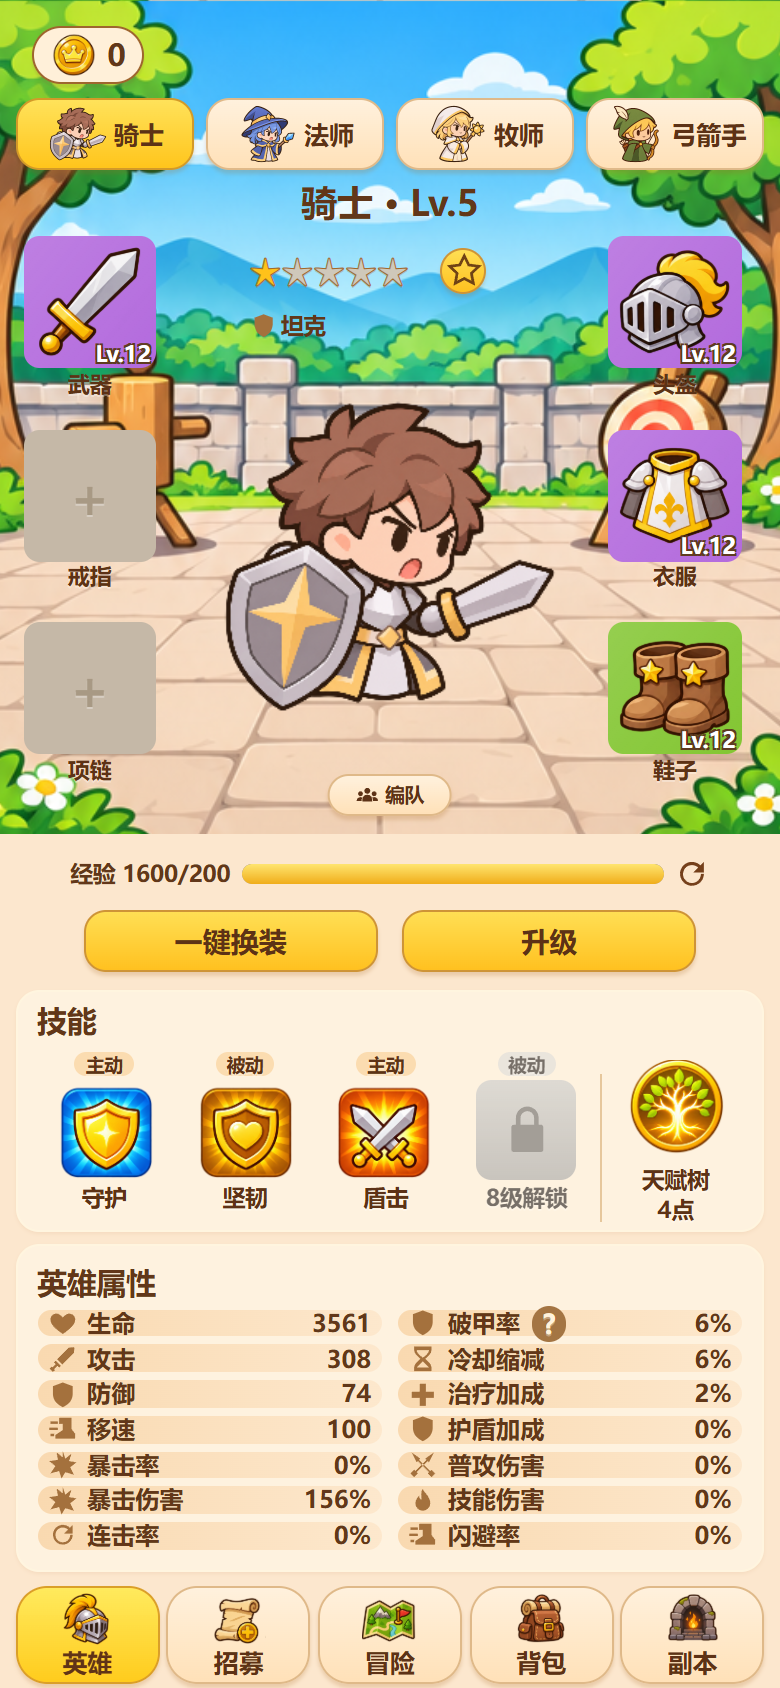 0
骑士
法师
牧师
弓箭手
骑士·Lv.5
坦克
Lv.12
武器
Lv.12
头盔
+
戒指
Lv.12
衣服
+
项链
Lv.12
鞋子
编队
经验 1600/200
一键换装
升级
技能
主动
被动
主动
被动
守护
坚韧
盾击
8级解锁
天赋树
4点
英雄属性
生命 3561
破甲率 ? 6%
攻击 308
冷却缩减 6%
防御 74
治疗加成 2%
移速 100
护盾加成 0%
暴击率 0%
普攻伤害 0%
暴击伤害 156%
技能伤害 0%
连击率 0%
闪避率 0%
英雄
招募
冒险
背包
副本